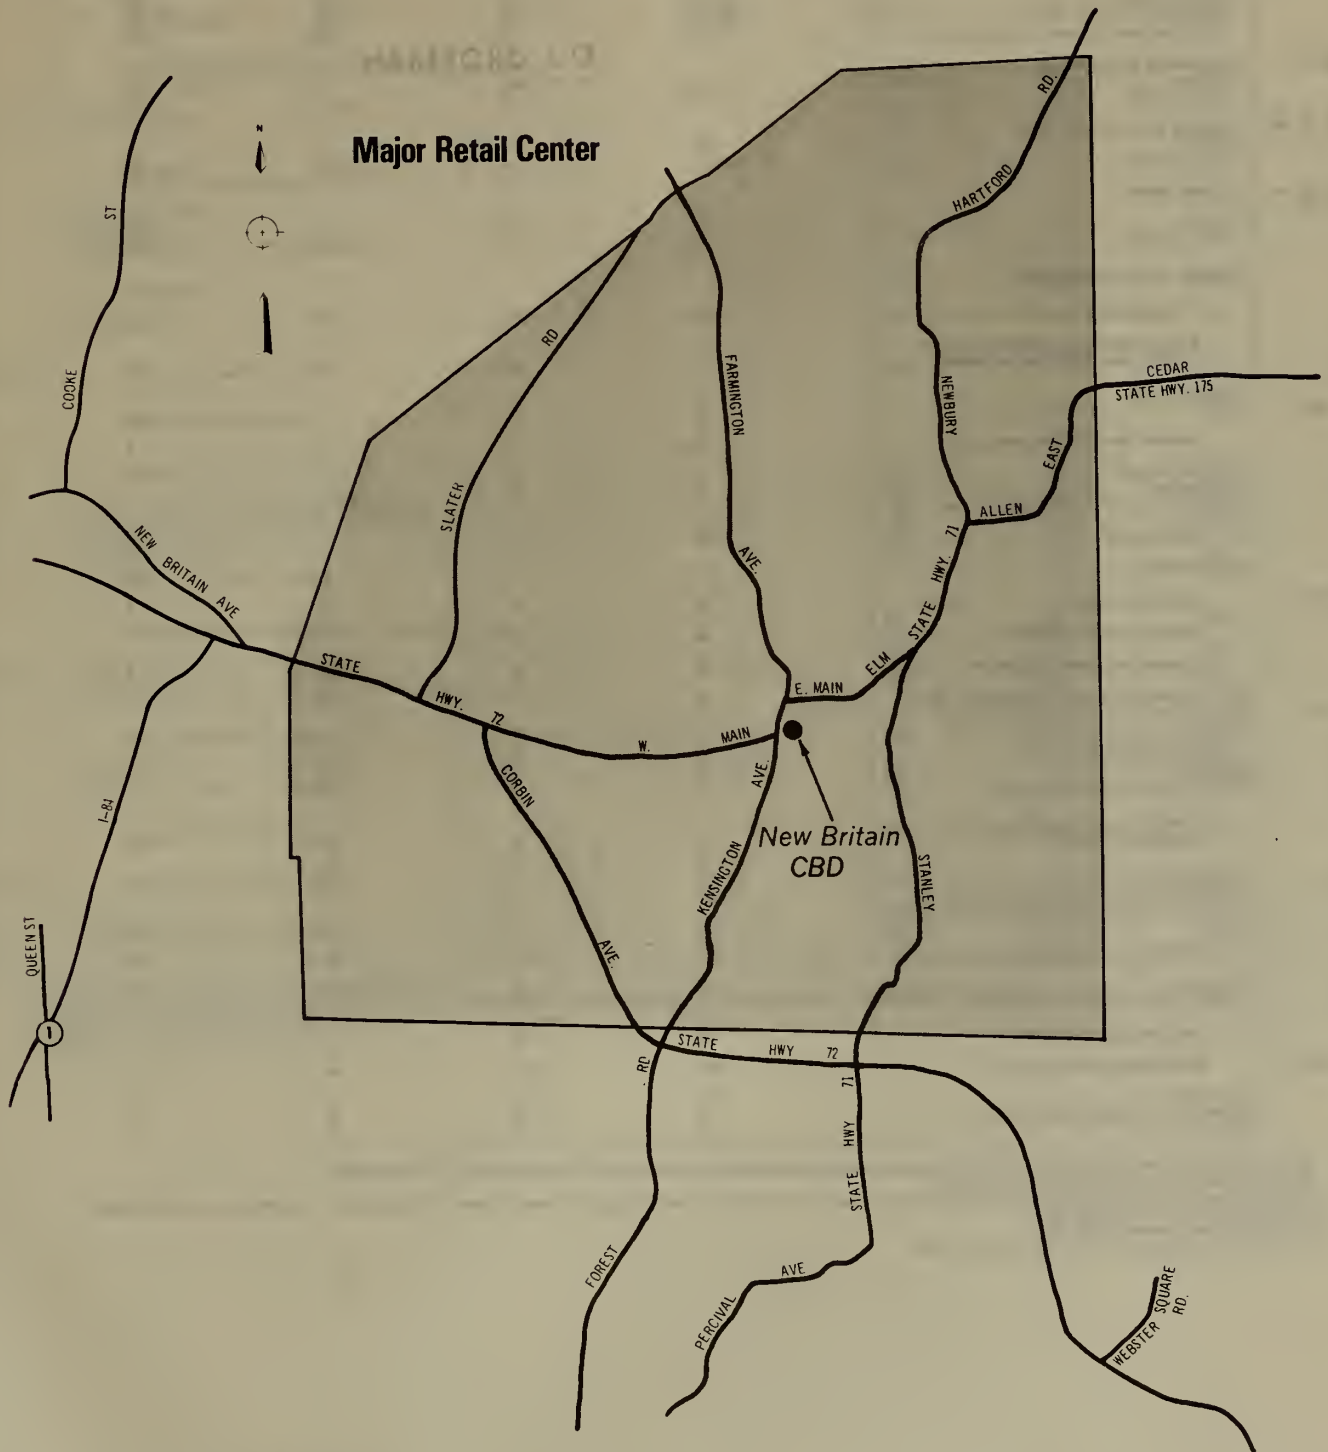 N
Major Retail Center
RD.
HARTFORD
ST
COOKE
RD
SLATER
FARMINGTON
AVE.
NEWBURY
CEDAR
STATE HWY. 175
EAST
ALLEN
STATE HWY. 71
NEW BRITAIN AVE
STATE HWY. 72
W. MAIN
E. MAIN
ELM
New Britain
CBD
CORBIN AVE.
KENSINGTON AVE.
STANLEY
I-84
QUEEN ST
1
STATE HWY 72
RD
FOREST
STATE HWY 71
PERCIVAL AVE
WEBSTER SQUARE RD.